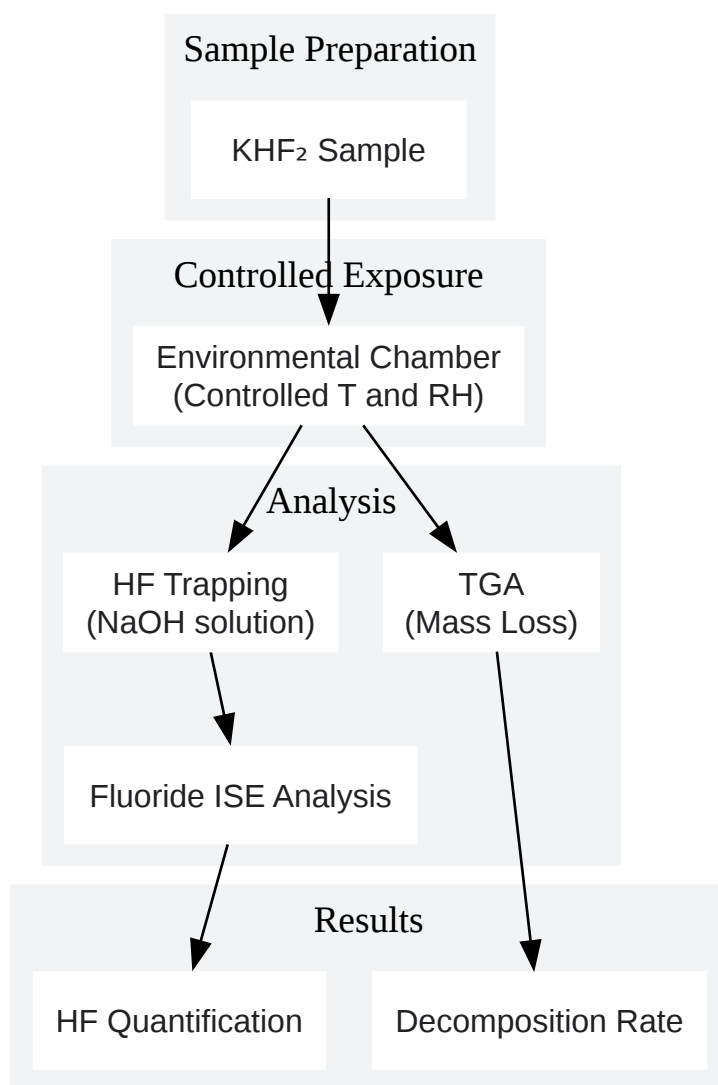 Sample Preparation
KHF₂ Sample
Controlled Exposure
Environmental Chamber
(Controlled T and RH)
Analysis
HF Trapping
(NaOH solution)
TGA
(Mass Loss)
Fluoride ISE Analysis
Results
HF Quantification
Decomposition Rate